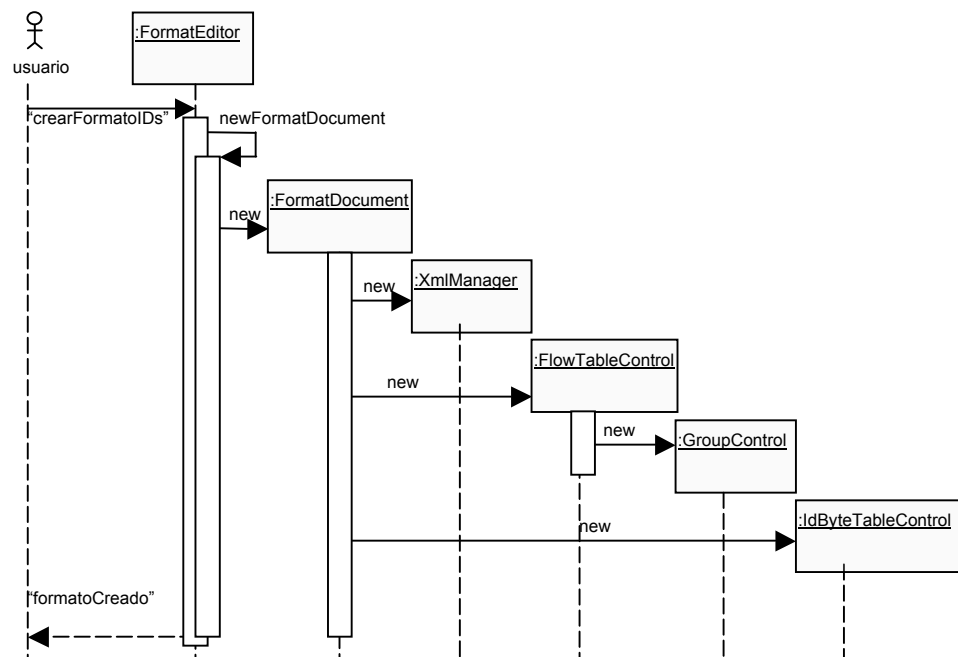 :FormatEditor
usuario
“crearFormatoIDs”
newFormatDocument
:FormatDocument
new
:XmlManager
new
:FlowTableControl
new
:GroupControl
new
:IdByteTableControl
new
“formatoCreado”